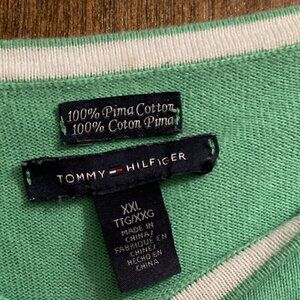 100% Pima Cotton
100% Coton Pima
TOMMY HILFIGER
XXL
TTG/XXG
MADE IN
CHINA/
FABRIQUÉ EN
CHINE/
HECHO EN
CHINA